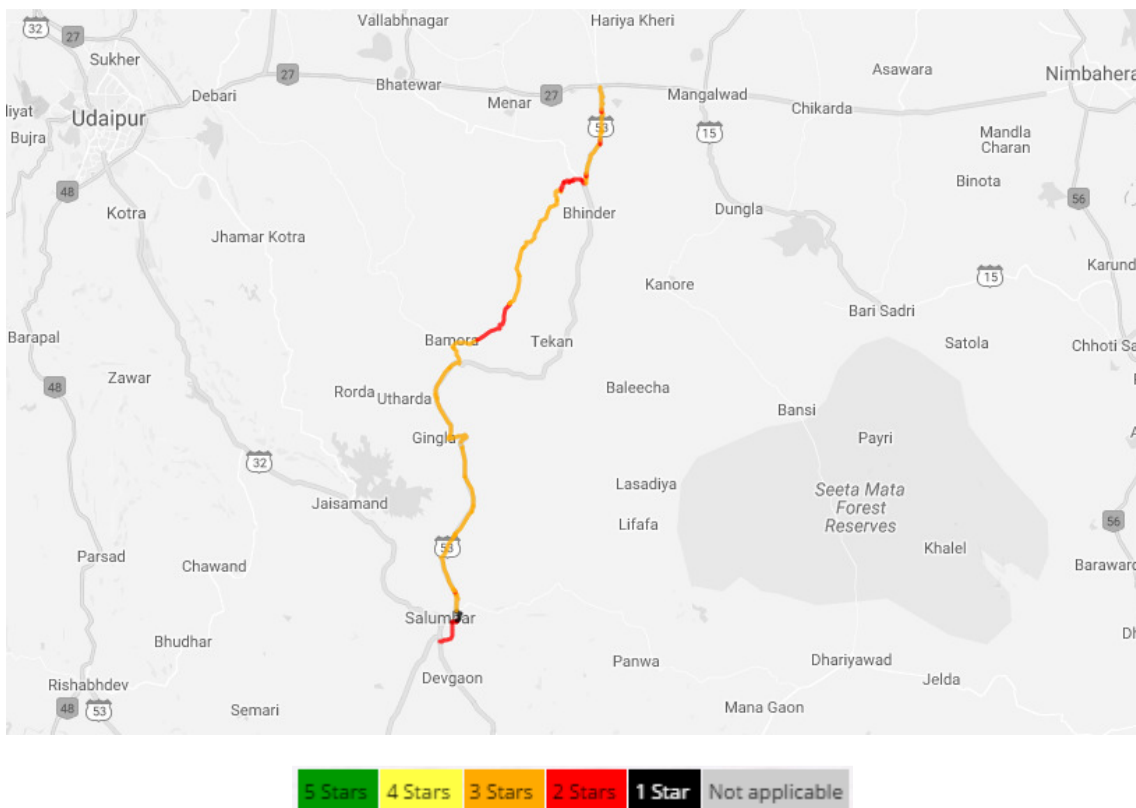 Vallabhnagar
Hariya Kheri
32
27
Sukher
27
Asawara
Nimbahera
Bhatewar
Debari
Menar
27
Mangalwad
Chikarda
Udaipur
Bujra
53
15
Mandla
Charan
Binota
48
56
Kotra
Bhinder
Dungla
Jhamar Kotra
Karund
Kanore
15
Bari Sadri
Barapal
Bamora
Tekan
Satola
Chhoti Sa
Zawar
48
Rorda
Utharda
Baleecha
Bansi
Gingla
Payri
32
Lasadiya
Seeta Mata
Forest
Reserves
Jaisamand
Lifafa
56
53
Khalel
Parsad
Chawand
Baraward
Salumbar
Bhudhar
Panwa
Dhariyawad
Devgaon
Jelda
Rishabhdev
48
53
Semari
Mana Gaon
5 Stars
4 Stars
3 Stars
2 Stars
1 Star
Not applicable